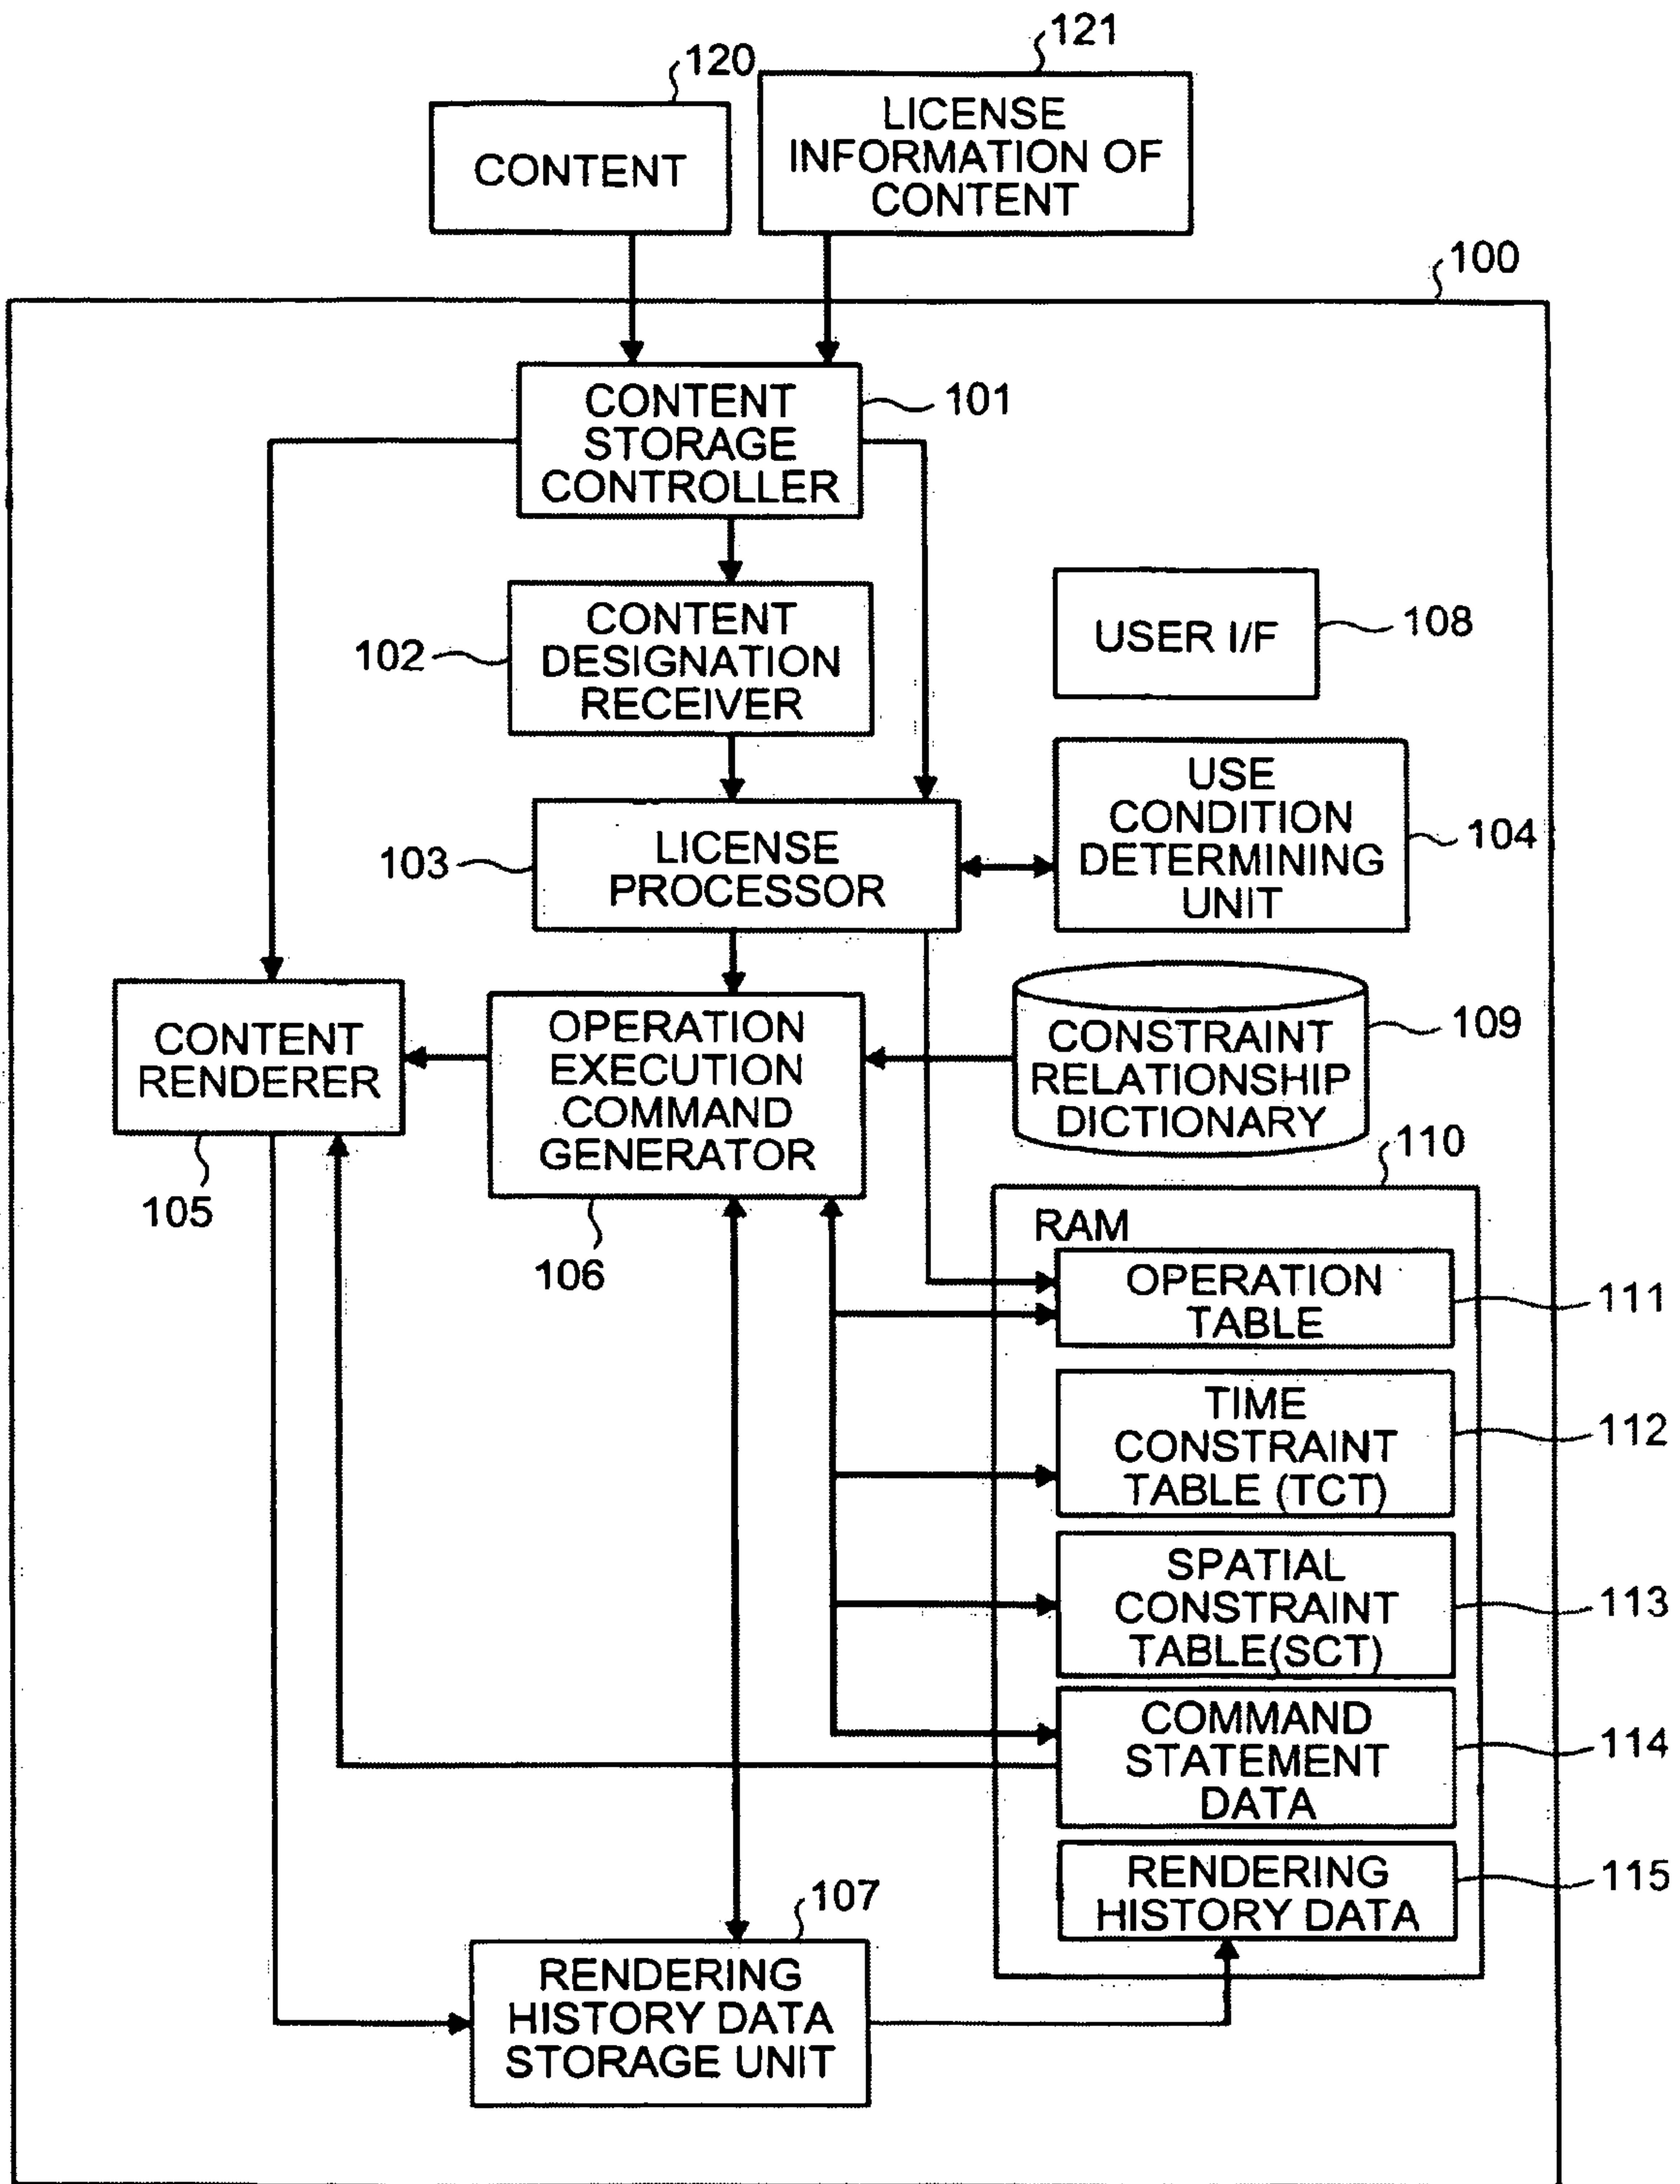 121
120
LICENSE
INFORMATION OF
CONTENT
CONTENT
100
CONTENT
STORAGE
CONTROLLER
101
CONTENT
DESIGNATION
RECEIVER
102
USER I/F
108
USE
CONDITION
DETERMINING
UNIT
104
LICENSE
PROCESSOR
103
CONTENT
RENDERER
105
OPERATION
EXECUTION
COMMAND
GENERATOR
106
CONSTRAINT
RELATIONSHIP
DICTIONARY
109
110
RAM
OPERATION
TABLE
111
TIME
CONSTRAINT
TABLE (TCT)
112
SPATIAL
CONSTRAINT
TABLE(SCT)
113
COMMAND
STATEMENT
DATA
114
RENDERING
HISTORY DATA
115
107
RENDERING
HISTORY DATA
STORAGE UNIT